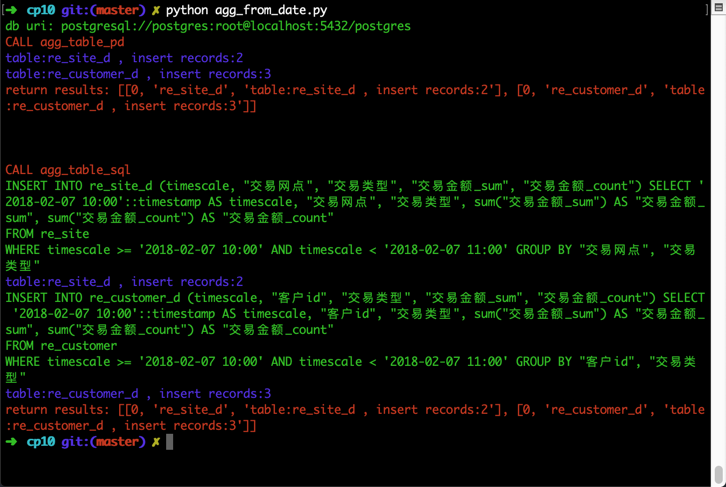 [➜  cp10 git:(master) ✗ python agg_from_date.py ]
db uri: postgresql://postgres:root@localhost:5432/postgres
CALL agg_table_pd
table:re_site_d , insert records:2
table:re_customer_d , insert records:3
return results: [[0, 're_site_d', 'table:re_site_d , insert records:2'], [0, 're_customer_d', 'table
:re_customer_d , insert records:3']]
CALL agg_table_sql
INSERT INTO re_site_d (timescale, "交易网点", "交易类型", "交易金额_sum", "交易金额_count") SELECT '
2018-02-07 10:00'::timestamp AS timescale, "交易网点", "交易类型", sum("交易金额_sum") AS "交易金额_
sum", sum("交易金额_count") AS "交易金额_count"
FROM re_site
WHERE timescale >= '2018-02-07 10:00' AND timescale < '2018-02-07 11:00' GROUP BY "交易网点", "交易
类型"
table:re_site_d , insert records:2
INSERT INTO re_customer_d (timescale, "客户id", "交易类型", "交易金额_sum", "交易金额_count") SELECT
 '2018-02-07 10:00'::timestamp AS timescale, "客户id", "交易类型", sum("交易金额_sum") AS "交易金额_
sum", sum("交易金额_count") AS "交易金额_count"
FROM re_customer
WHERE timescale >= '2018-02-07 10:00' AND timescale < '2018-02-07 11:00' GROUP BY "客户id", "交易类
型"
table:re_customer_d , insert records:3
return results: [[0, 're_site_d', 'table:re_site_d , insert records:2'], [0, 're_customer_d', 'table
:re_customer_d , insert records:3']]
➜  cp10 git:(master) ✗